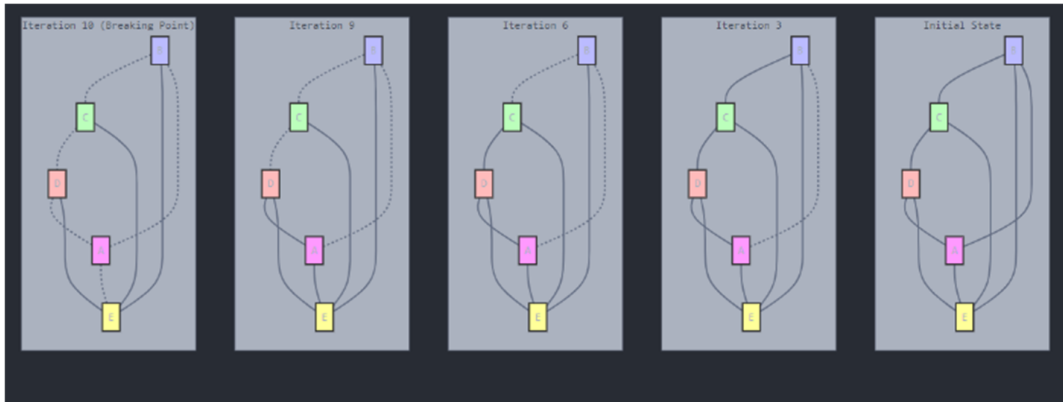 Iteration 10 (Breaking Point)
B
C
D
A
E
Iteration 9
B
C
D
A
E
Iteration 6
B
C
D
A
E
Iteration 3
B
C
D
A
E
Initial State
B
C
D
A
E